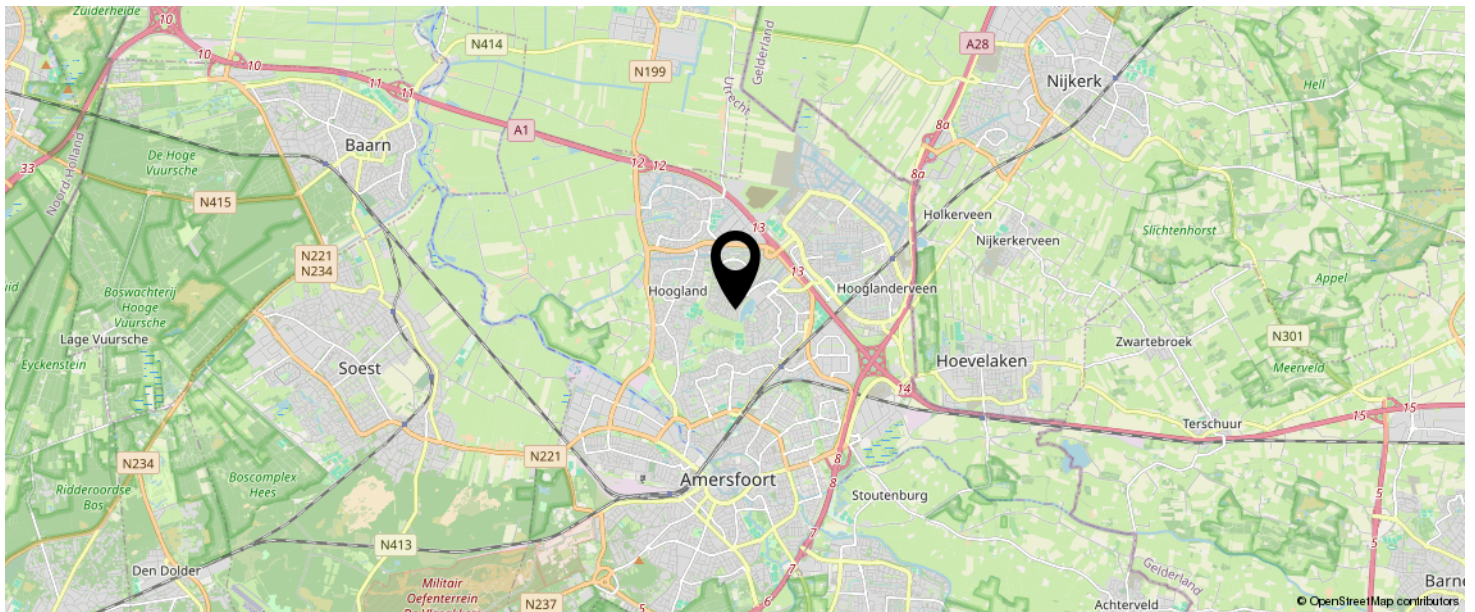 Zuiderheide
10
10
10
11
11
N414
N199
Gelderland
Utrecht
A28
Nijkerk
Hell
A1
8a
8a
Baarn
De Hoge
Vuursche
33
Noord-Holland
12
12
N415
13
13
Holkerveen
Nijkerkerveen
Slichtenhorst
N221
N234
Boswachterij
Hooge
Vuursche
Hoogland
Hooglanderveen
Appel
Lage Vuursche
Eyckenstein
Soest
Hoevelaken
Zwartebroek
N301
Meerveld
14
15
15
Terschuur
N234
N221
8
8
Ridderoordse
Bos
Boscomplex
Hees
Amersfoort
Stoutenburg
5
5
7
7
N413
Den Dolder
Militair
Oefenterrein
N237
5
6
Gelderland
Achterveld
Barne
© OpenStreetMap contributors